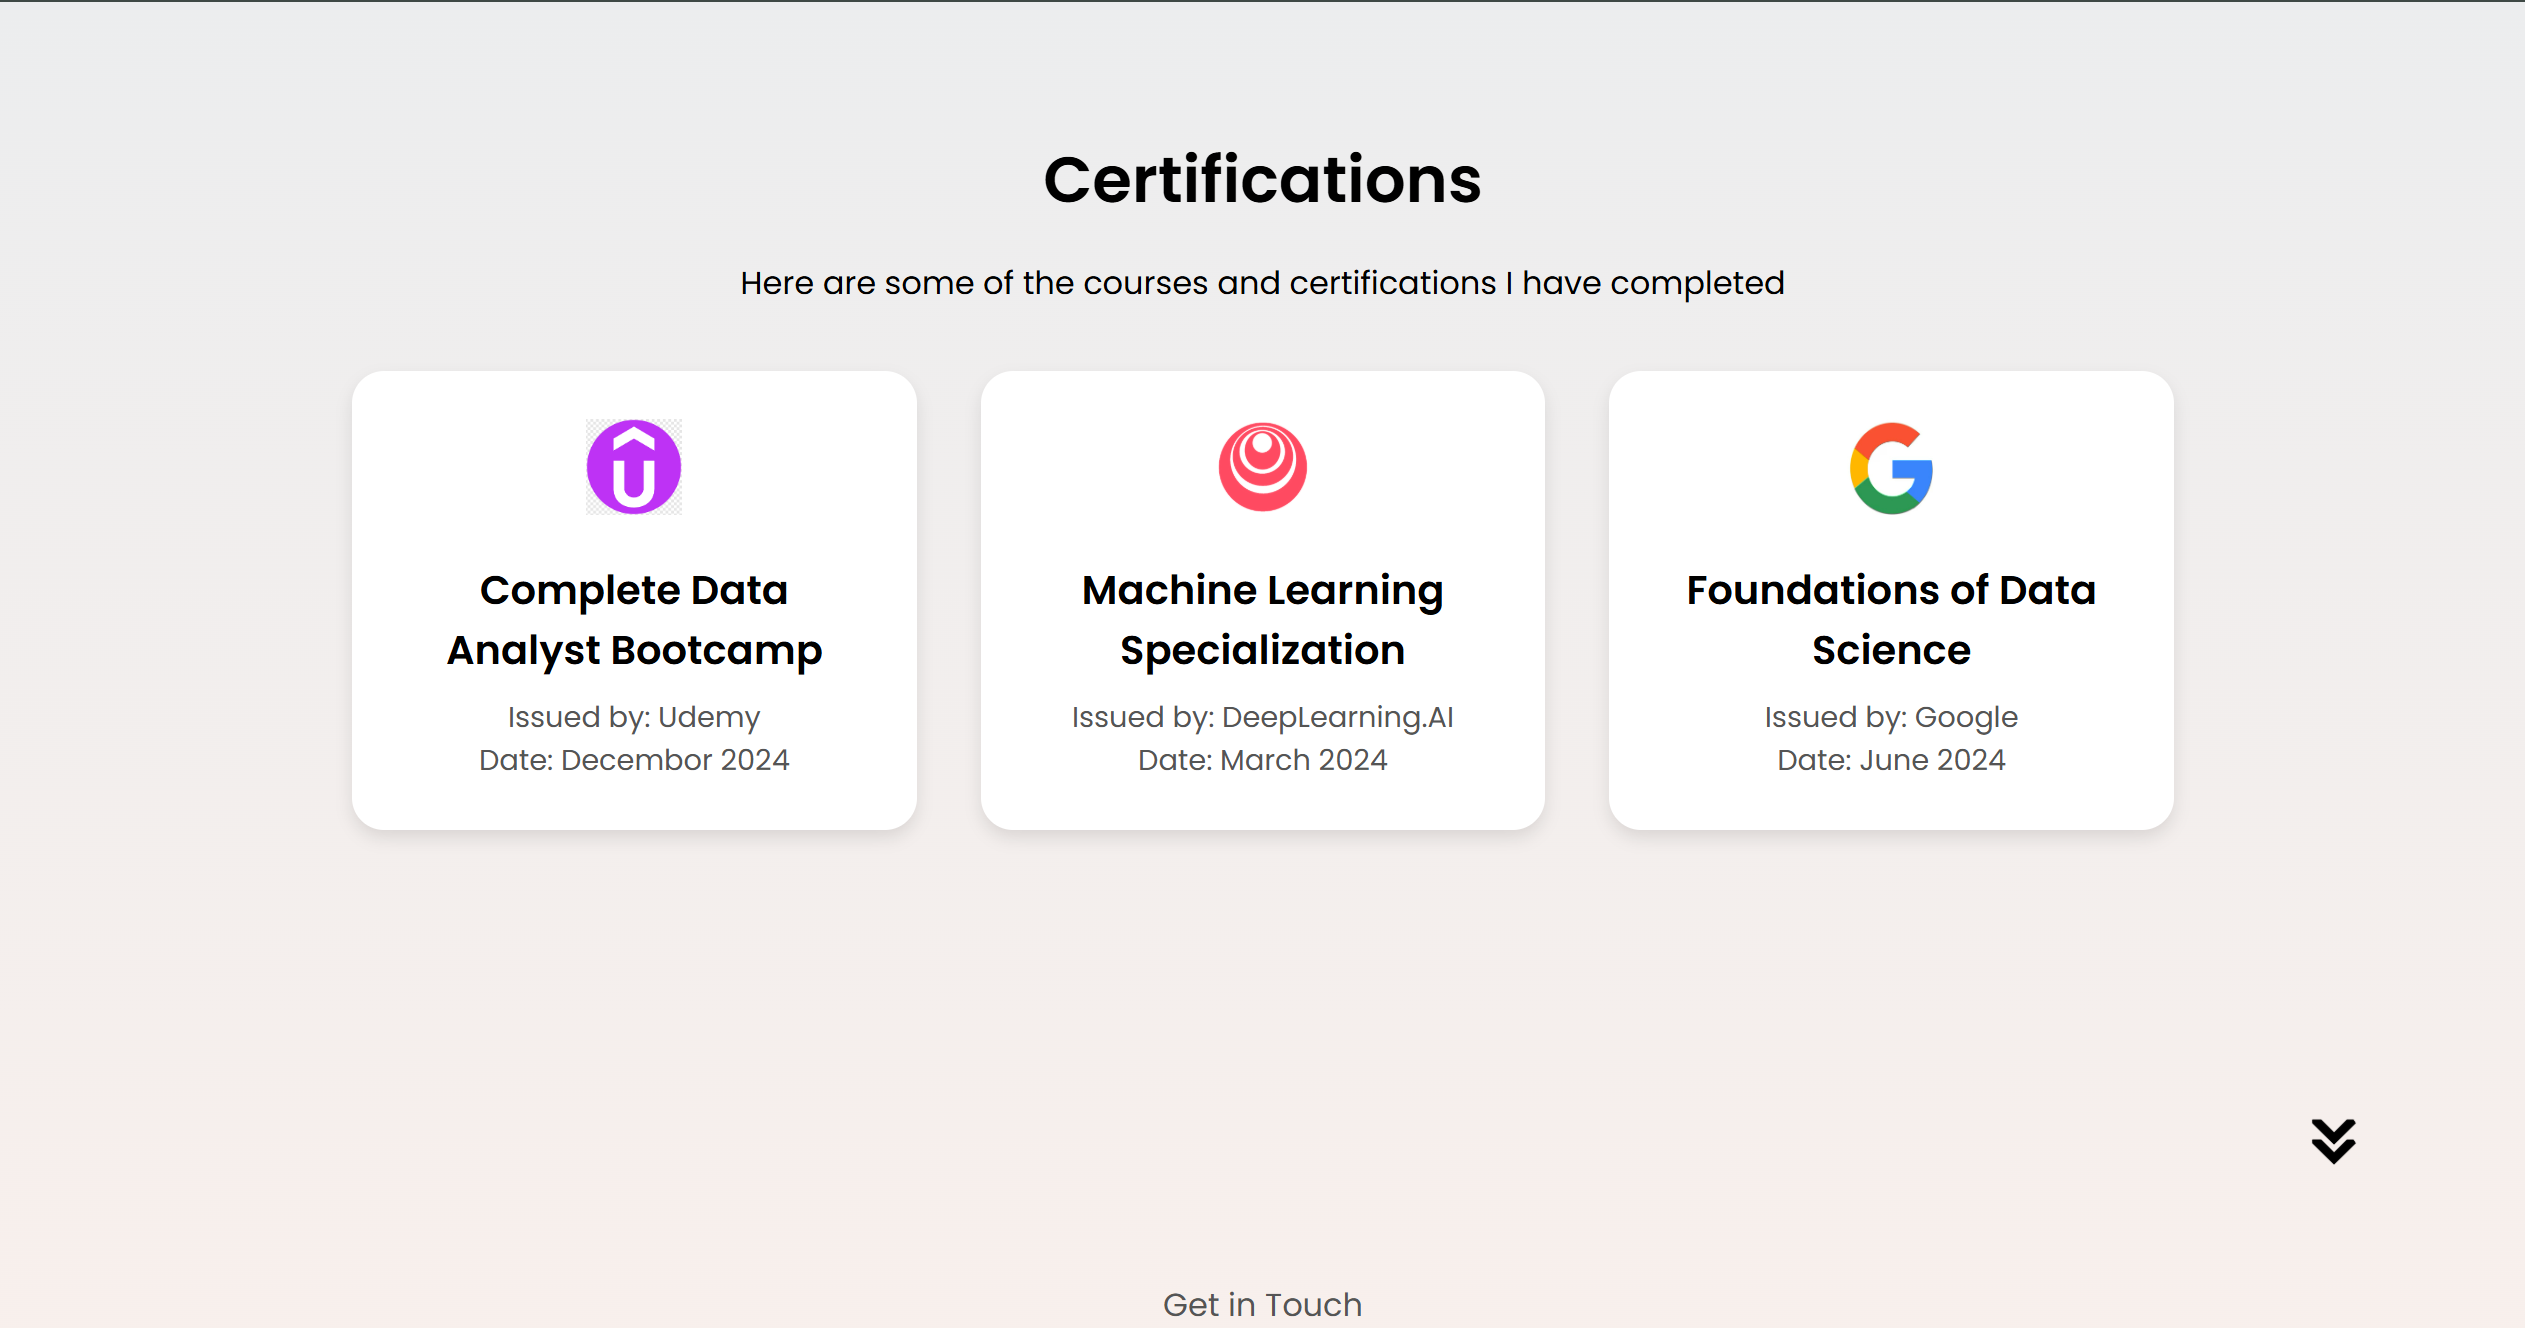 Certifications
Here are some of the courses and certifications I have completed
Complete Data
Analyst Bootcamp
Issued by: Udemy
Date: Decembor 2024
Machine Learning
Specialization
Issued by: DeepLearning.AI
Date: March 2024
Foundations of Data
Science
Issued by: Google
Date: June 2024
Get in Touch